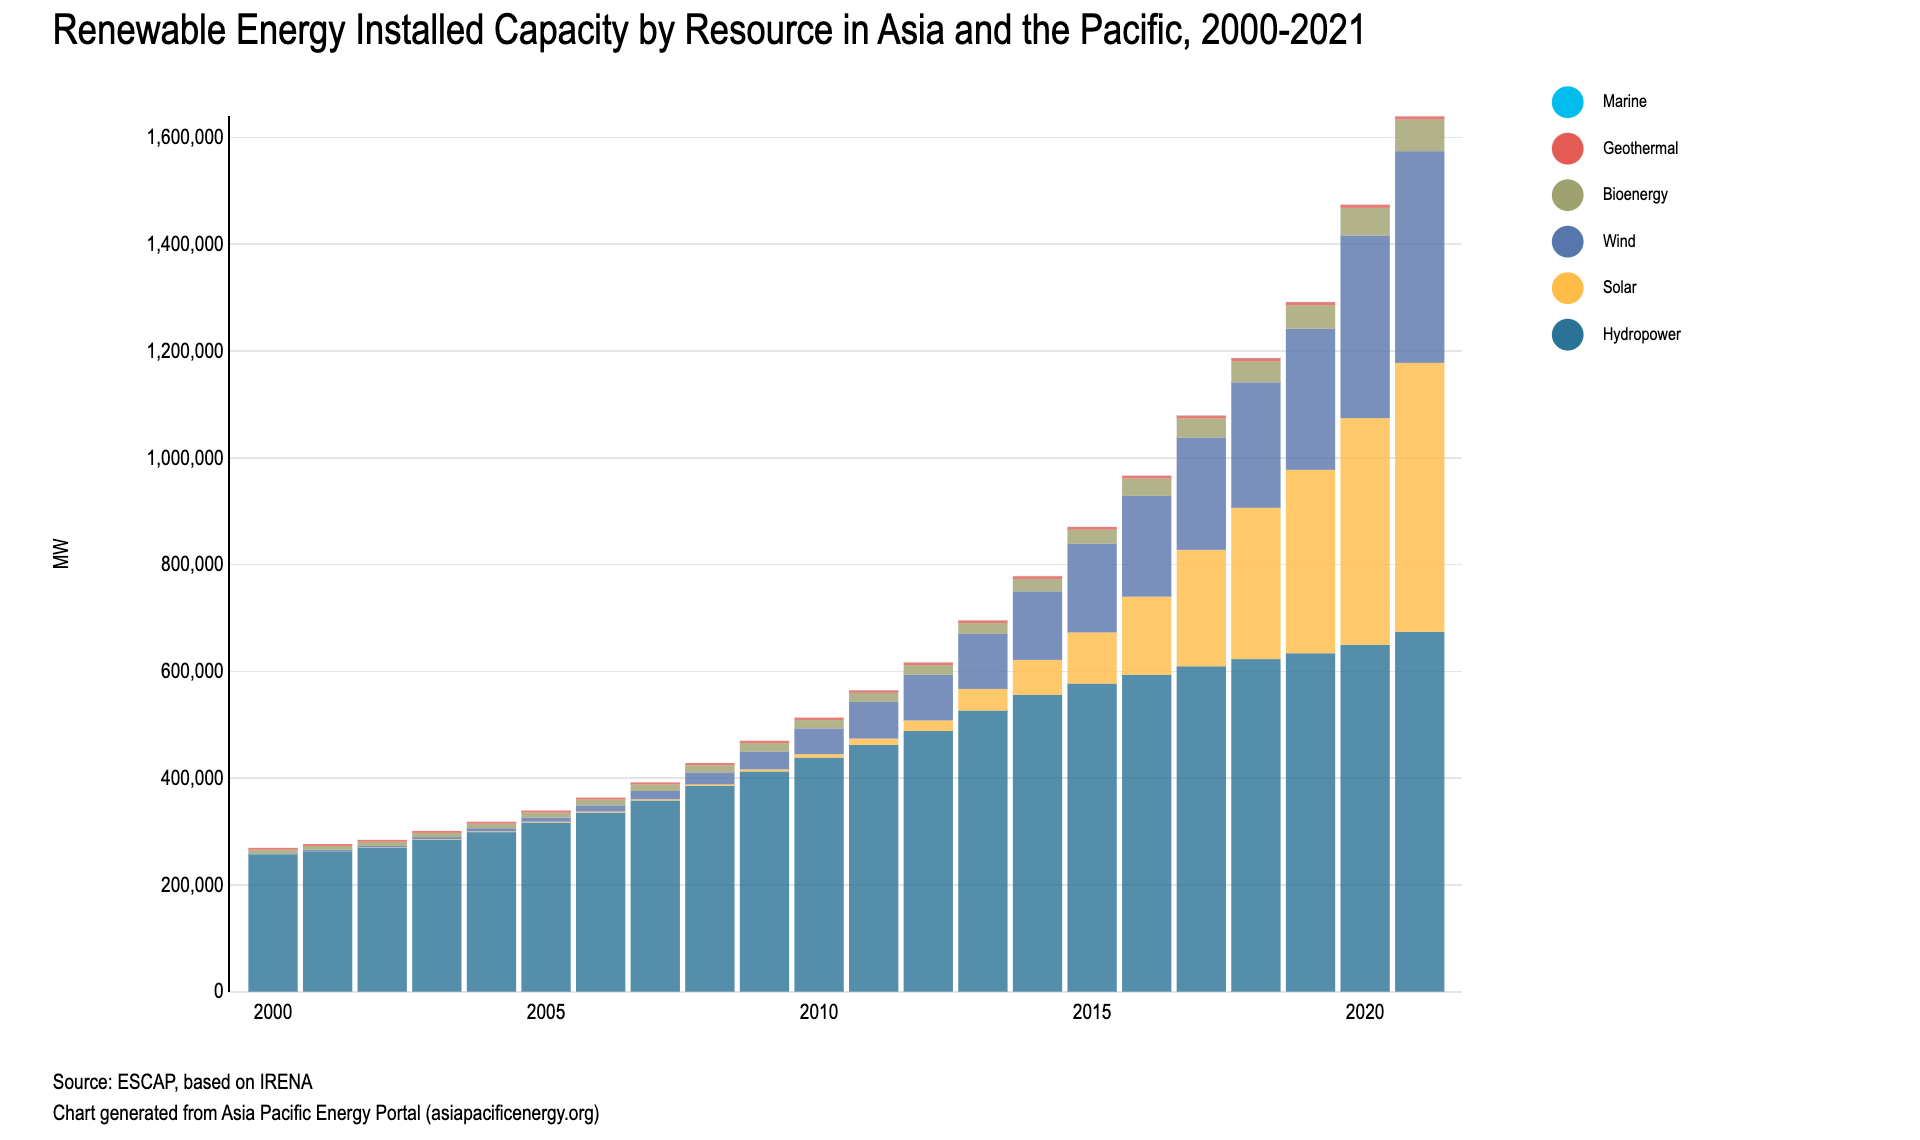 Renewable Energy Installed Capacity by Resource in Asia and the Pacific, 2000-2021
Marine
Geothermal
Bioenergy
Wind
Solar
Hydropower
MW
1,600,000
1,400,000
1,200,000
1,000,000
800,000
600,000
400,000
200,000
0
2000 2005 2010 2015 2020
Source: ESCAP, based on IRENA
Chart generated from Asia Pacific Energy Portal (asiapacificenergy.org)